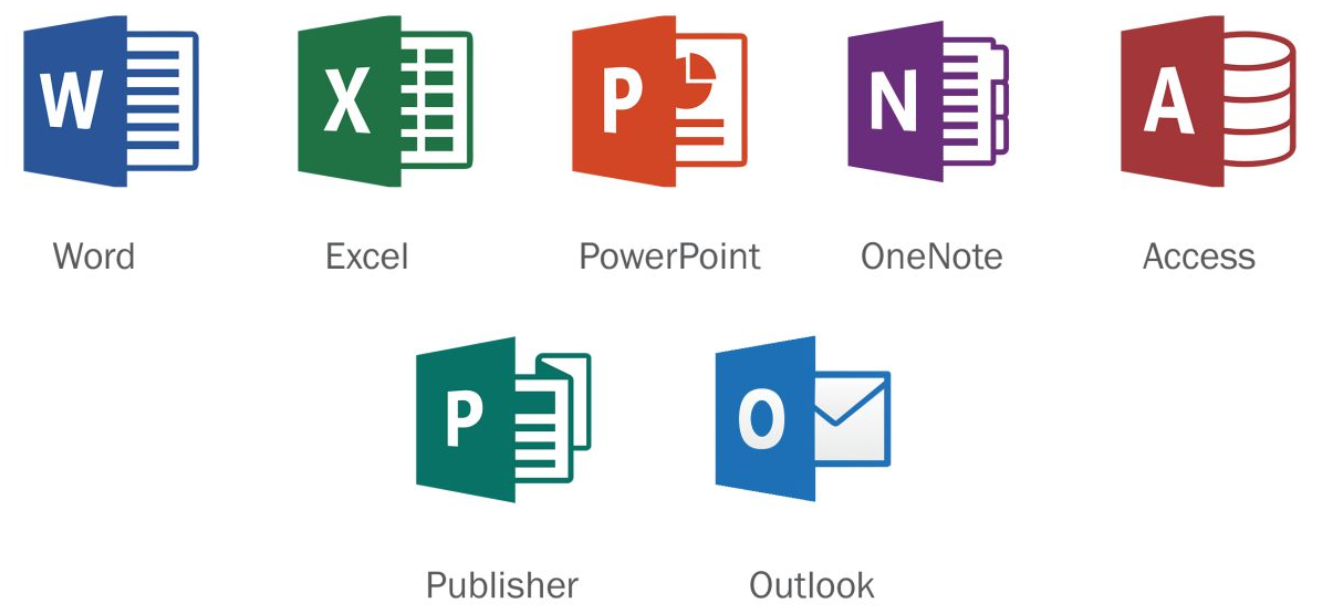 W X P N A
Word Excel PowerPoint OneNote Access
P O
Publisher Outlook